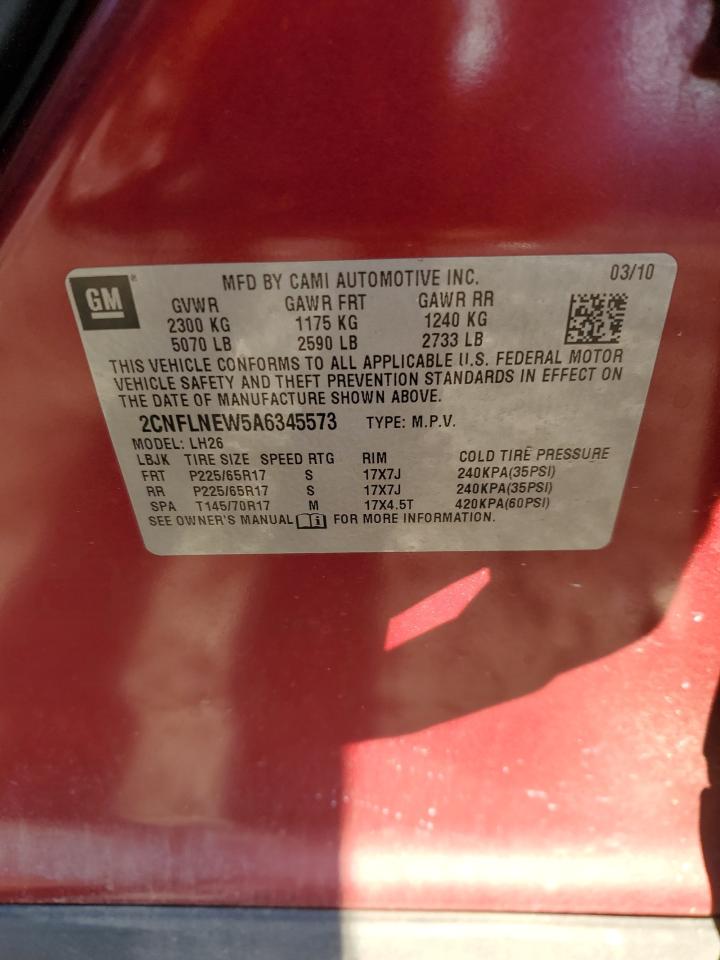 GM ® MFD BY CAMI AUTOMOTIVE INC. 03/10
GVWR GAWR FRT GAWR RR
2300 KG 1175 KG 1240 KG
5070 LB 2590 LB 2733 LB
THIS VEHICLE CONFORMS TO ALL APPLICABLE U.S. FEDERAL MOTOR
VEHICLE SAFETY AND THEFT PREVENTION STANDARDS IN EFFECT ON
THE DATE OF MANUFACTURE SHOWN ABOVE.
2CNFLNEW5A6345573 TYPE: M.P.V.
MODEL: LH26
LBJK TIRE SIZE SPEED RTG RIM COLD TIRE PRESSURE
FRT P225/65R17 S 17X7J 240KPA(35PSI)
RR P225/65R17 S 17X7J 240KPA(35PSI)
SPA T145/70R17 M 17X4.5T 420KPA(60PSI)
SEE OWNER'S MANUAL i FOR MORE INFORMATION.